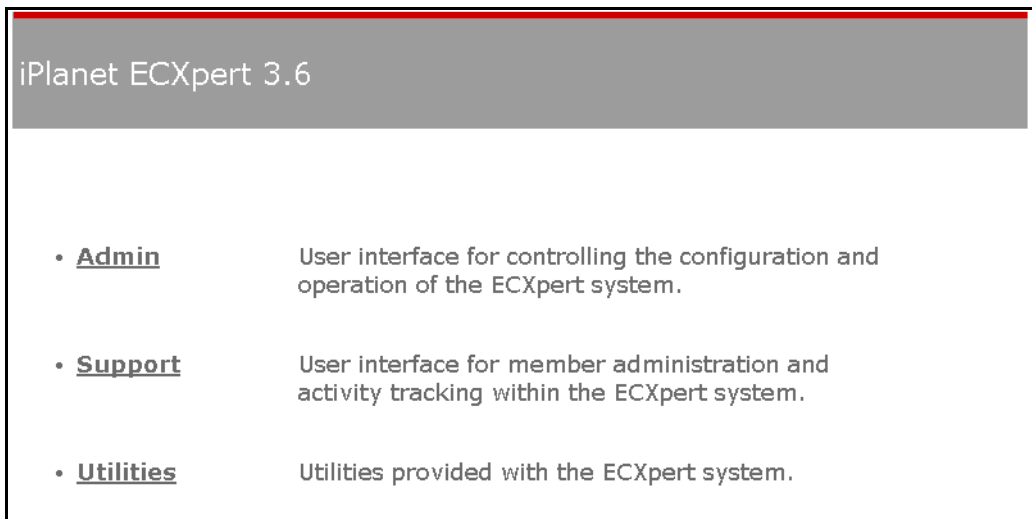 iPlanet ECXpert 3.6
• Admin User interface for controlling the configuration and
operation of the ECXpert system.
• Support User interface for member administration and
activity tracking within the ECXpert system.
• Utilities Utilities provided with the ECXpert system.